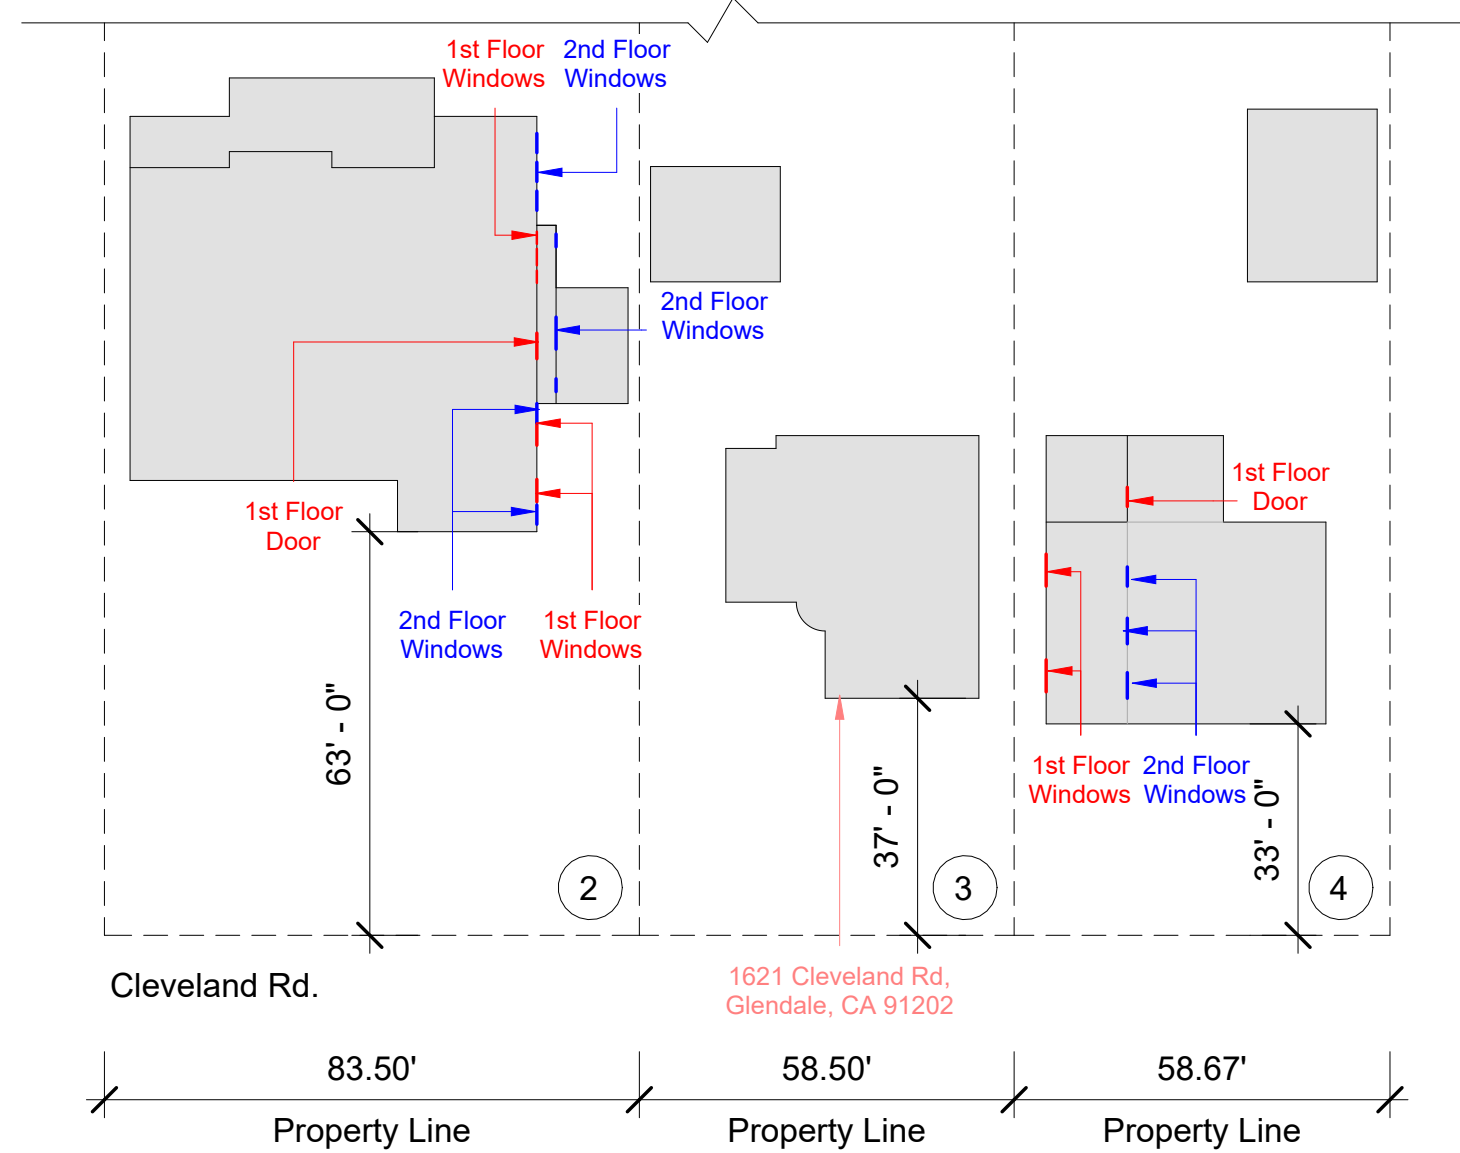 1st Floor
Windows
2nd Floor
Windows
2nd Floor
Windows
1st Floor
Door
1st Floor
Door
2nd Floor
Windows
1st Floor
Windows
63' - 0"
37' - 0"
1st Floor
Windows
2nd Floor
Windows
33' - 0"
2
3
4
Cleveland Rd.
1621 Cleveland Rd,
Glendale, CA 91202
83.50'
58.50'
58.67'
Property Line
Property Line
Property Line